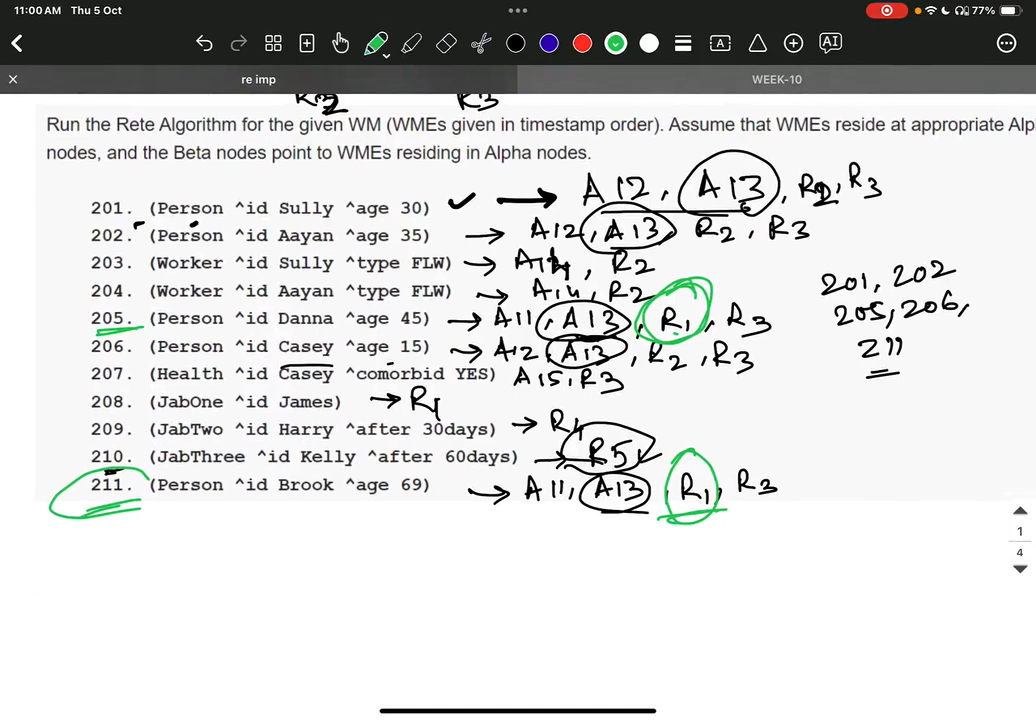 11:00 AM Thu 5 Oct 77%
re imp WEEK-10
R3
Run the Rete Algorithm for the given WM (WMEs given in timestamp order). Assume that WMEs reside at appropriate Alp
nodes, and the Beta nodes point to WMEs residing in Alpha nodes.
201. (Person ^id Sully ^age 30) A12, A13, R2, R3
202. (Person ^id Aayan ^age 35) → A12, A13 R2, R3
203. (Worker ^id Sully ^type FLW) → A14, R2
204. (Worker ^id Aayan ^type FLW) → A14, R2
201, 202
205. (Person ^id Danna ^age 45) → A11, A13, R1, R3
205, 206,
206. (Person ^id Casey ^age 15) → A12, A13, R2, R3
211
207. (Health ^id Casey ^comorbid YES) A15, R3
208. (JabOne ^id James) → R4
209. (JabTwo ^id Harry ^after 30days) → R4
210. (JabThree ^id Kelly ^after 60days) → R5
211. (Person ^id Brook ^age 69) → A11, A13, R1, R3
1
4